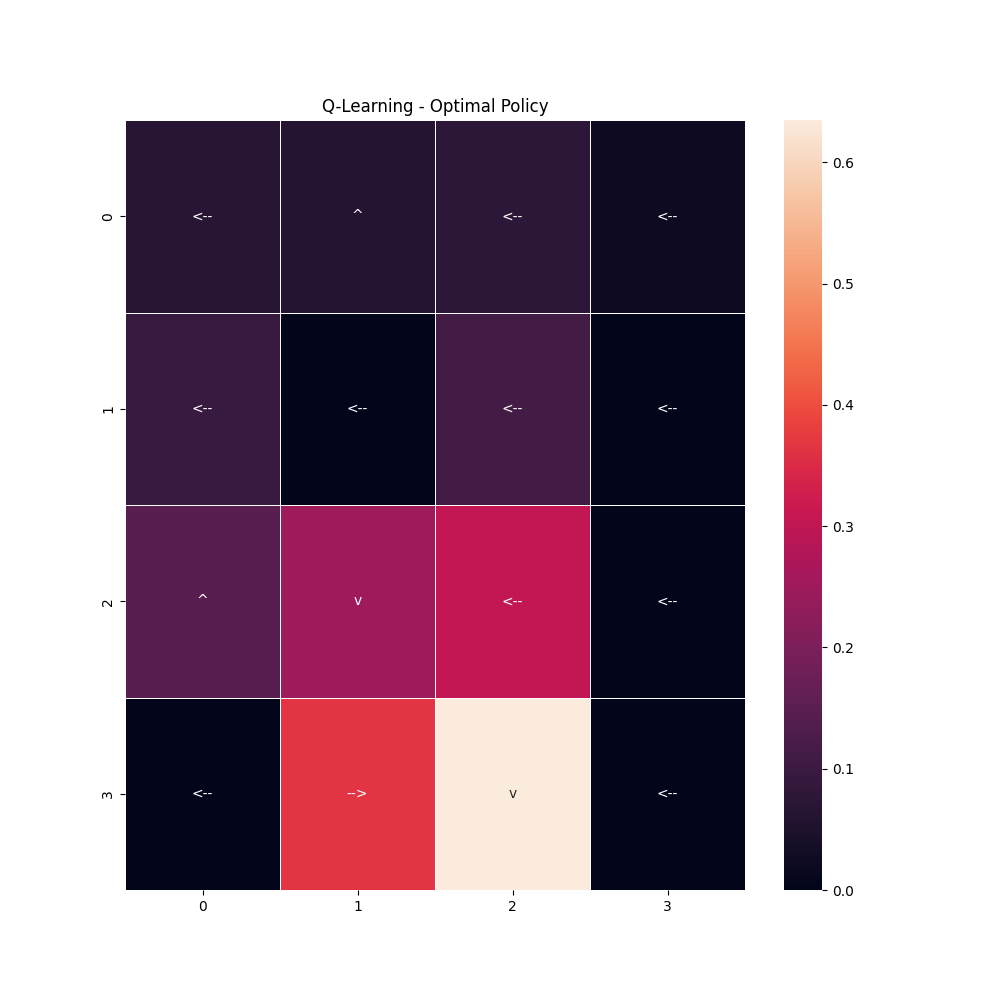 Q-Learning - Optimal Policy
0 <-- ^ <-- <--
1 <-- <-- <-- <--
2 ^ v <-- <--
3 <-- --> v <--
0 1 2 3
0.6
0.5
0.4
0.3
0.2
0.1
0.0